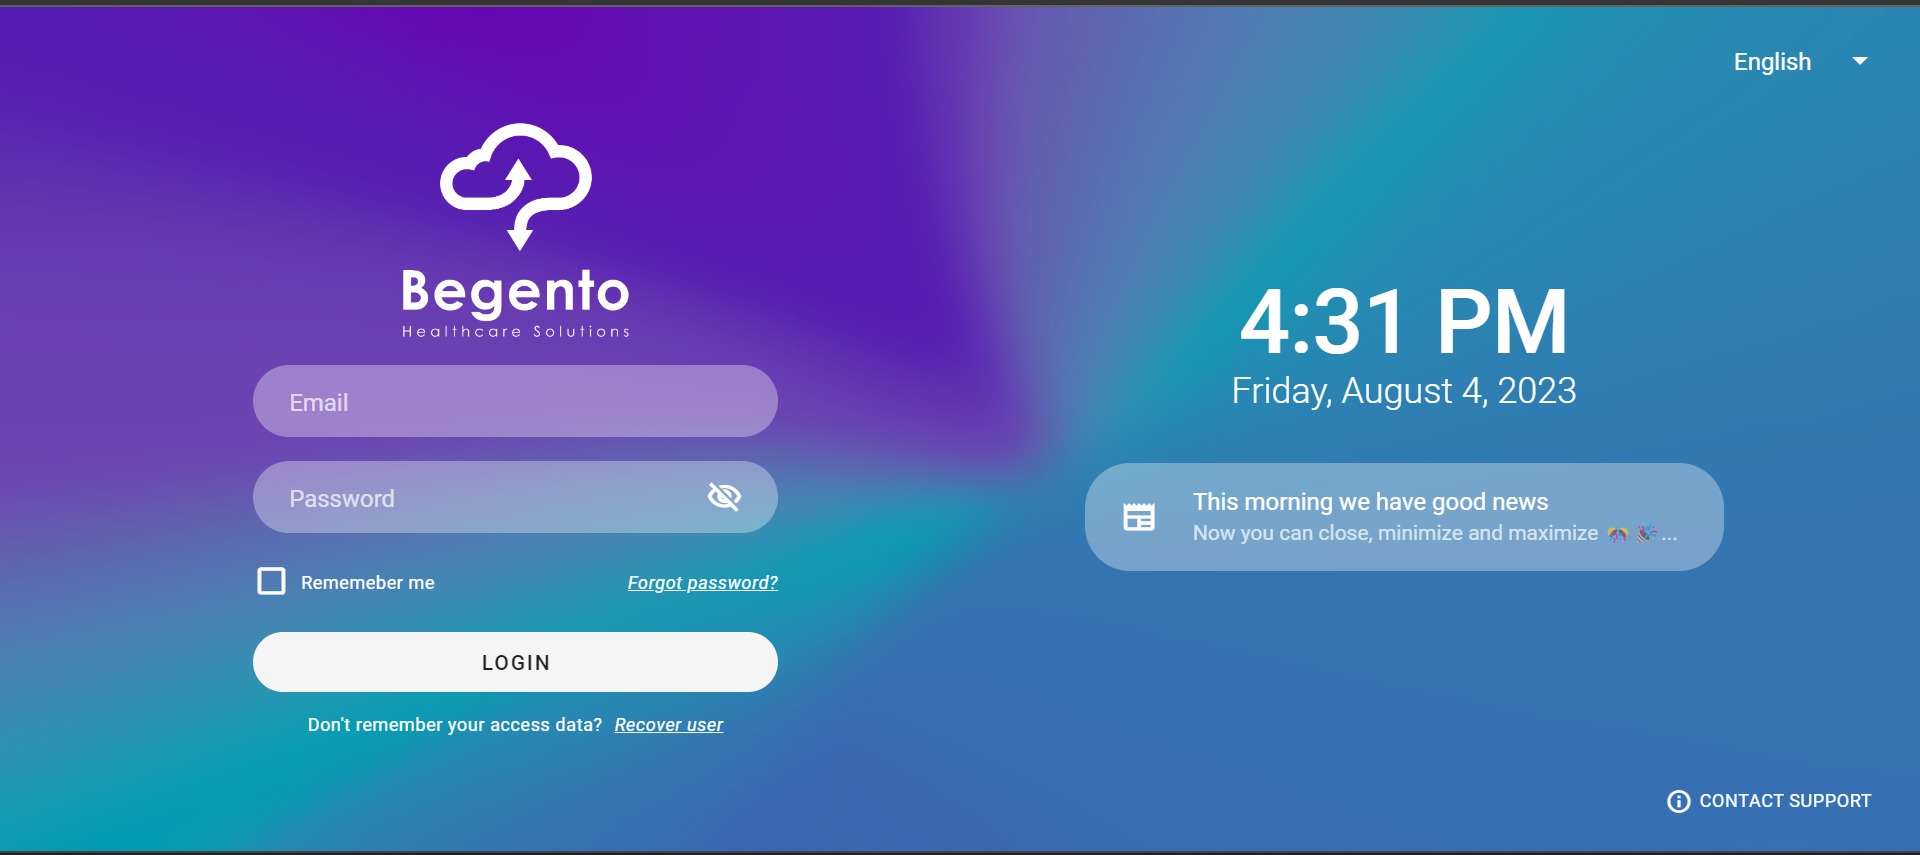 English
Begento
Healthcare Solutions
Email
Password
Rememeber me
Forgot password?
LOGIN
Don't remember your access data? Recover user
4:31 PM
Friday, August 4, 2023
This morning we have good news
Now you can close, minimize and maximize 🎊 🎉 ...
CONTACT SUPPORT